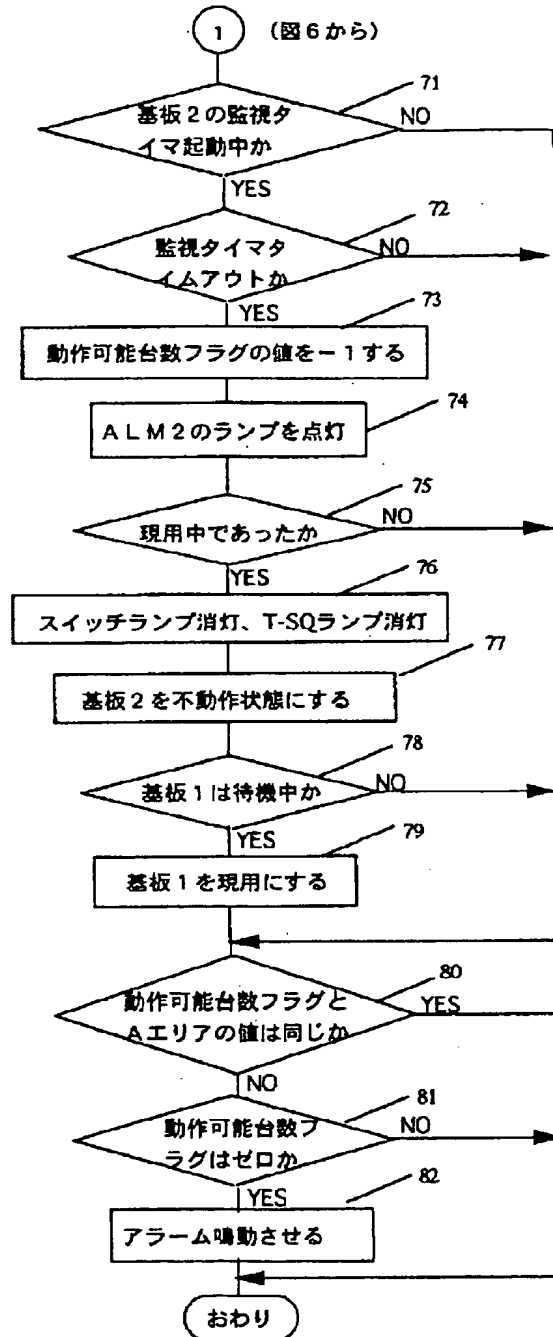 1 (図6から)
71
基板2の監視タ
イマ起動中か
NO
YES
72
監視タイマタ
イムアウトか
NO
YES
73
動作可能台数フラグの値を-1する
74
ALM2のランプを点灯
75
現用中であったか
NO
YES
76
スイッチランプ消灯、T-SQランプ消灯
77
基板2を不動作状態にする
78
基板1は待機中か
NO
YES
79
基板1を現用にする
80
動作可能台数フラグと
Aエリアの値は同じか
YES
NO
81
動作可能台数フ
ラグはゼロか
NO
YES
82
アラーム鳴動させる
おわり